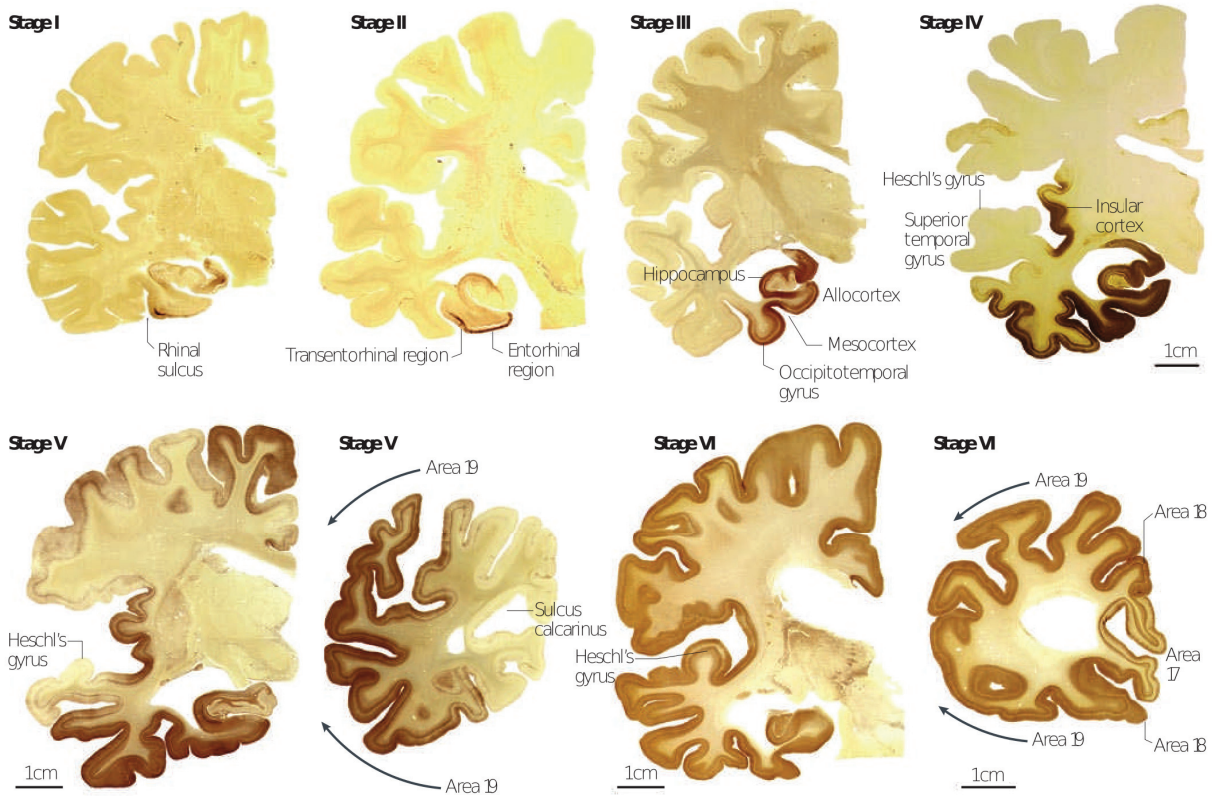 Stage I
Stage II
Stage III
Stage IV
Heschl's gyrus
Superior
temporal
gyrus
Insular
cortex
Hippocampus
Allocortex
Rhinal
sulcus
Transentorhinal region
Entorhinal
region
Mesocortex
Occipitotemporal
gyrus
1cm
Stage V
Stage V
Stage VI
Stage VI
Area 19
Area 19
Area 18
Sulcus
calcarinus
Heschl's
gyrus
Heschl's
gyrus
Area
17
Area 19
Area 19
Area 18
1cm
1cm
1cm